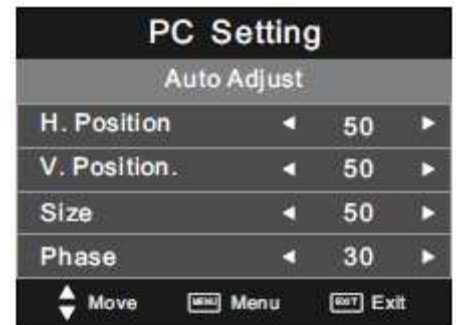 PC Setting
Auto Adjust
H. Position ◄ 50 ►
V. Position. ◄ 50 ►
Size ◄ 50 ►
Phase ◄ 30 ►
Move MENU Menu EXIT Exit